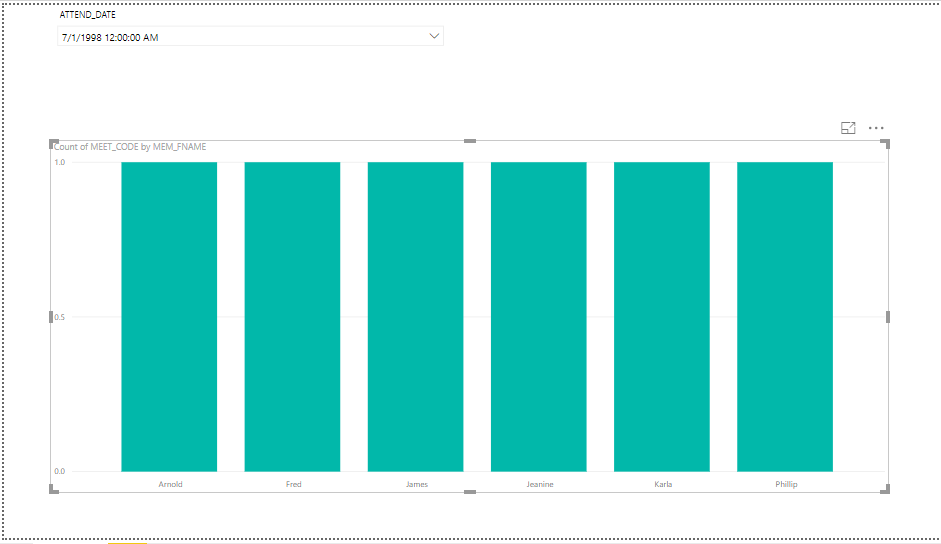 ATTEND_DATE
7/1/1998 12:00:00 AM
Count of MEET_CODE by MEM_FNAME
1.0
0.5
0.0
Arnold Fred James Jeanine Karla Phillip